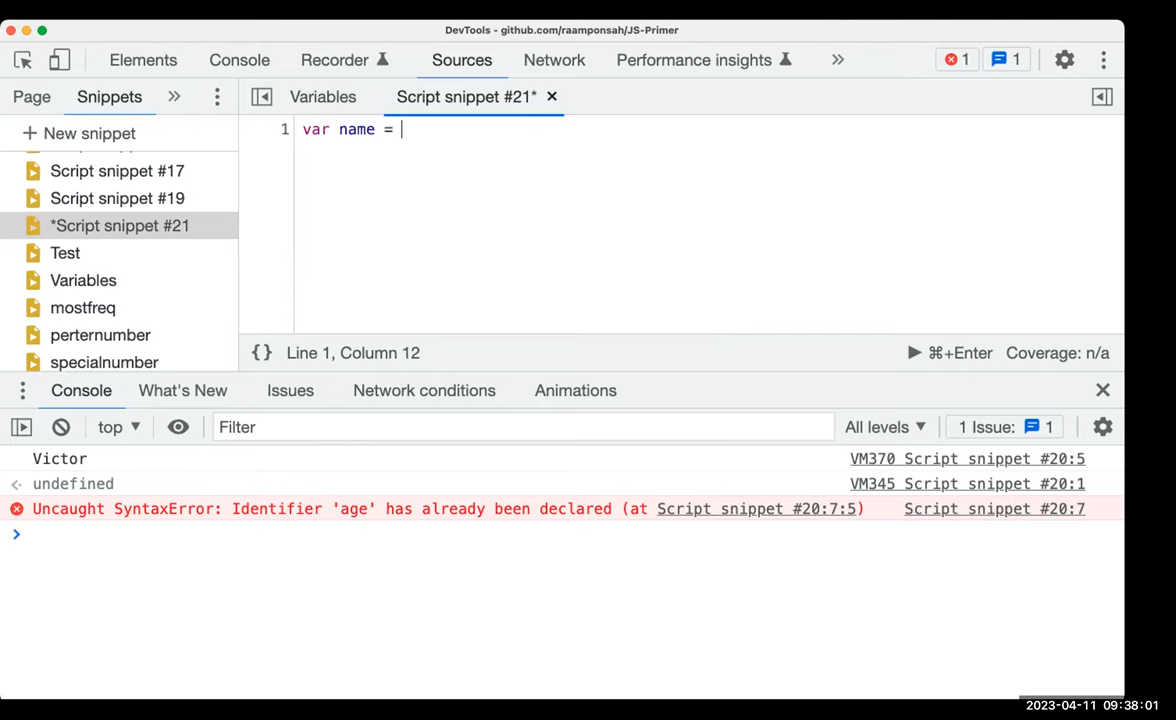 DevTools - github.com/raamponsah/JS-Primer
Elements Console Recorder Sources Network Performance insights » 1 1
Page Snippets » Variables Script snippet #21* ×
+ New snippet
1 var name =
Script snippet #17
Script snippet #19
*Script snippet #21
Test
Variables
mostfreq
perternumber
specialnumber
{} Line 1, Column 12 ⌘+Enter Coverage: n/a
Console What's New Issues Network conditions Animations
top Filter All levels 1 Issue: 1
Victor VM370 Script snippet #20:5
undefined VM345 Script snippet #20:1
Uncaught SyntaxError: Identifier 'age' has already been declared (at Script snippet #20:7:5) Script snippet #20:7
2023-04-11 09:38:01